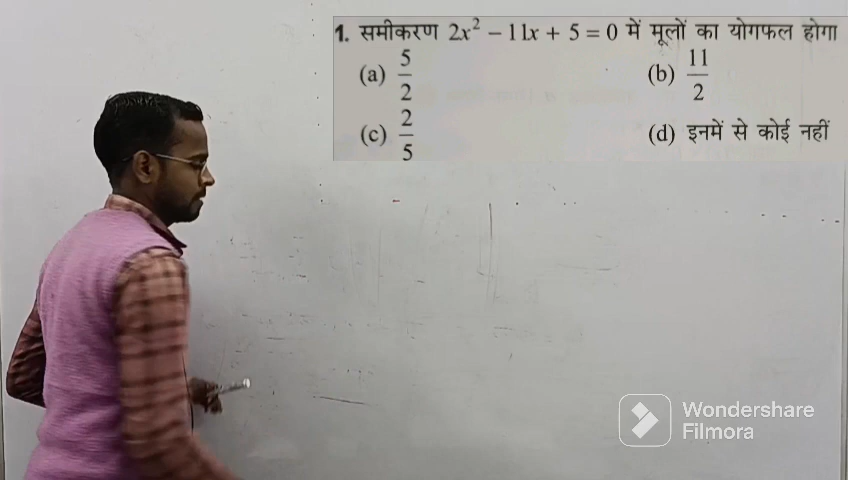 1. समीकरण 2x² − 11x + 5 = 0 में मूलों का योगफल होगा
(a) 5/2 (b) 11/2
(c) 2/5 (d) इनमें से कोई नहीं
Wondershare
Filmora